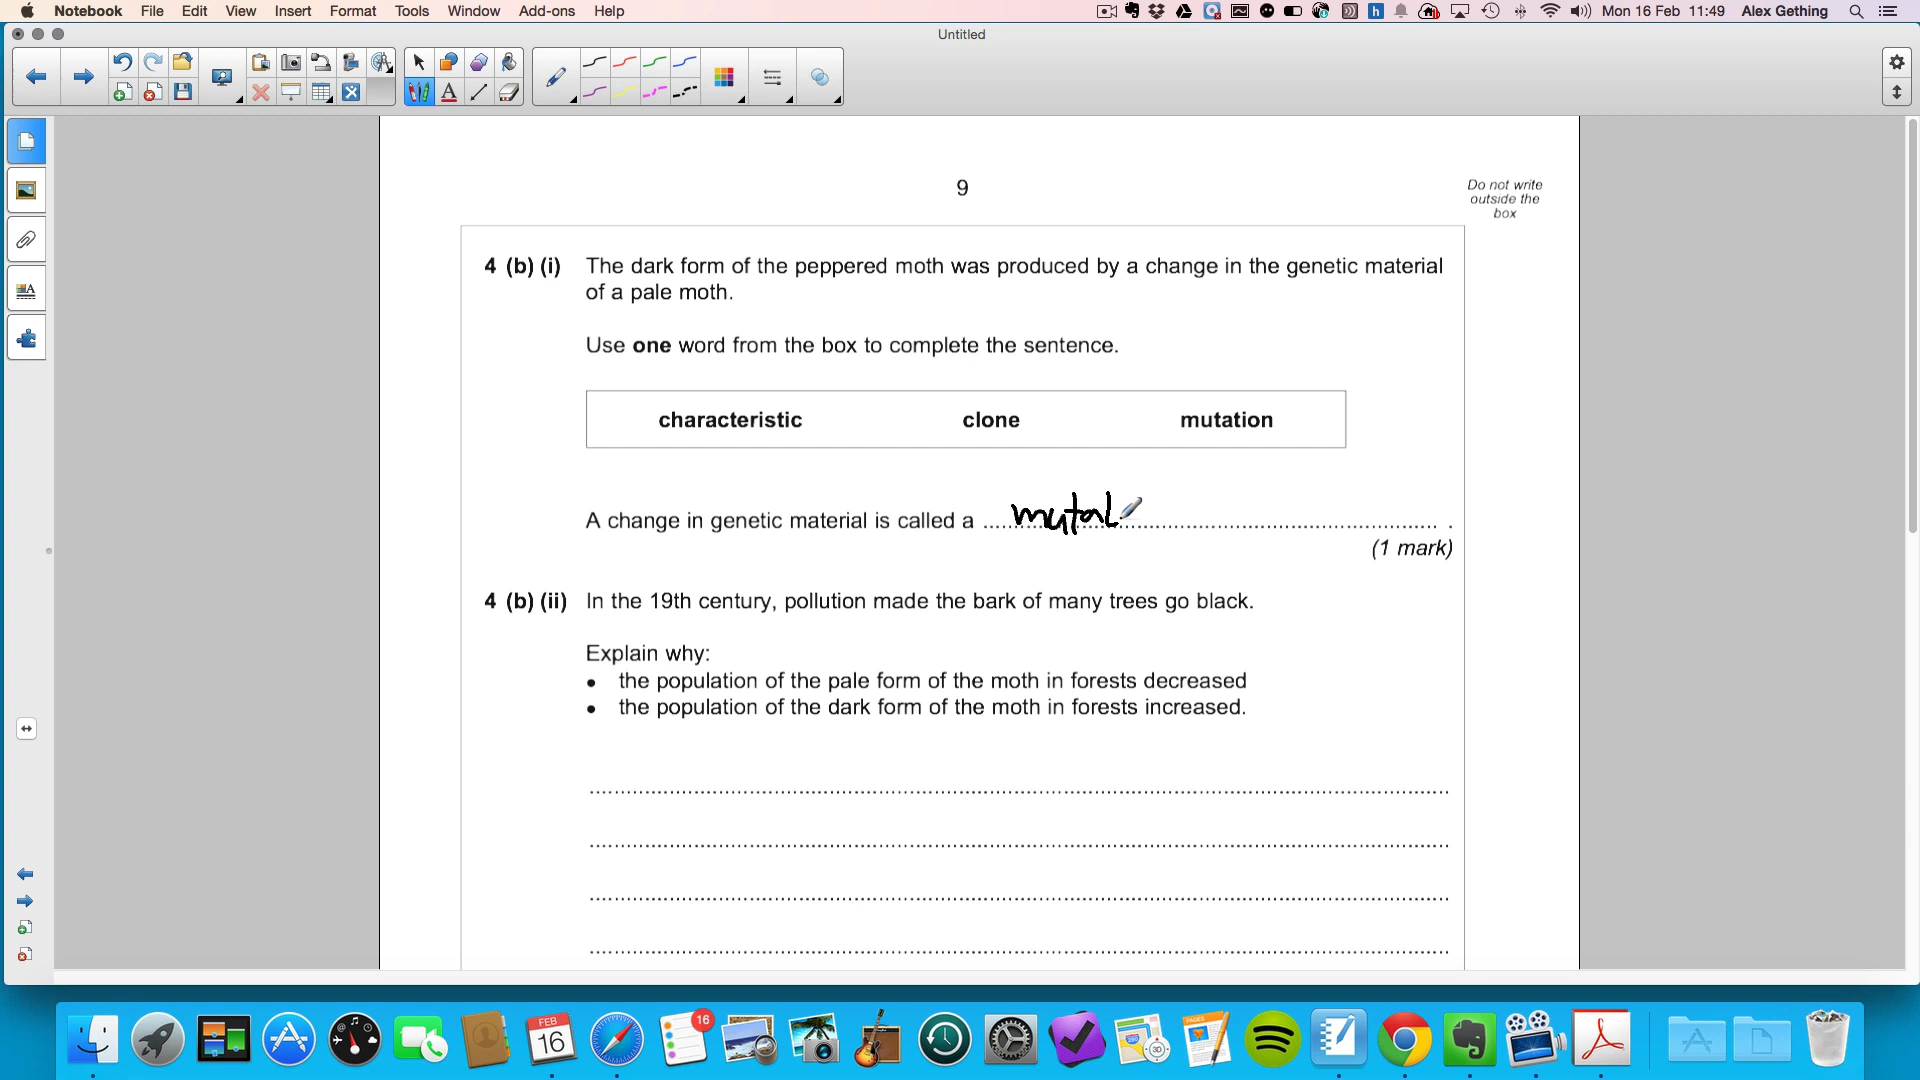 Notebook File Edit View Insert Format Tools Window Add-ons Help Mon 16 Feb 11:49 Alex Gething
Untitled
9
Do not write
outside the
box
4 (b) (i) The dark form of the peppered moth was produced by a change in the genetic material
of a pale moth.
Use one word from the box to complete the sentence.
characteristic clone mutation
A change in genetic material is called a mutat .
(1 mark)
4 (b) (ii) In the 19th century, pollution made the bark of many trees go black.
Explain why:
• the population of the pale form of the moth in forests decreased
• the population of the dark form of the moth in forests increased.
FEB
16
16
PAGES